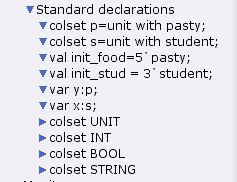 Standard declarations
colset p=unit with pasty;
colset s=unit with student;
val init_food=5`pasty;
val init_stud = 3`student;
var y:p;
var x:s;
colset UNIT
colset INT
colset BOOL
colset STRING